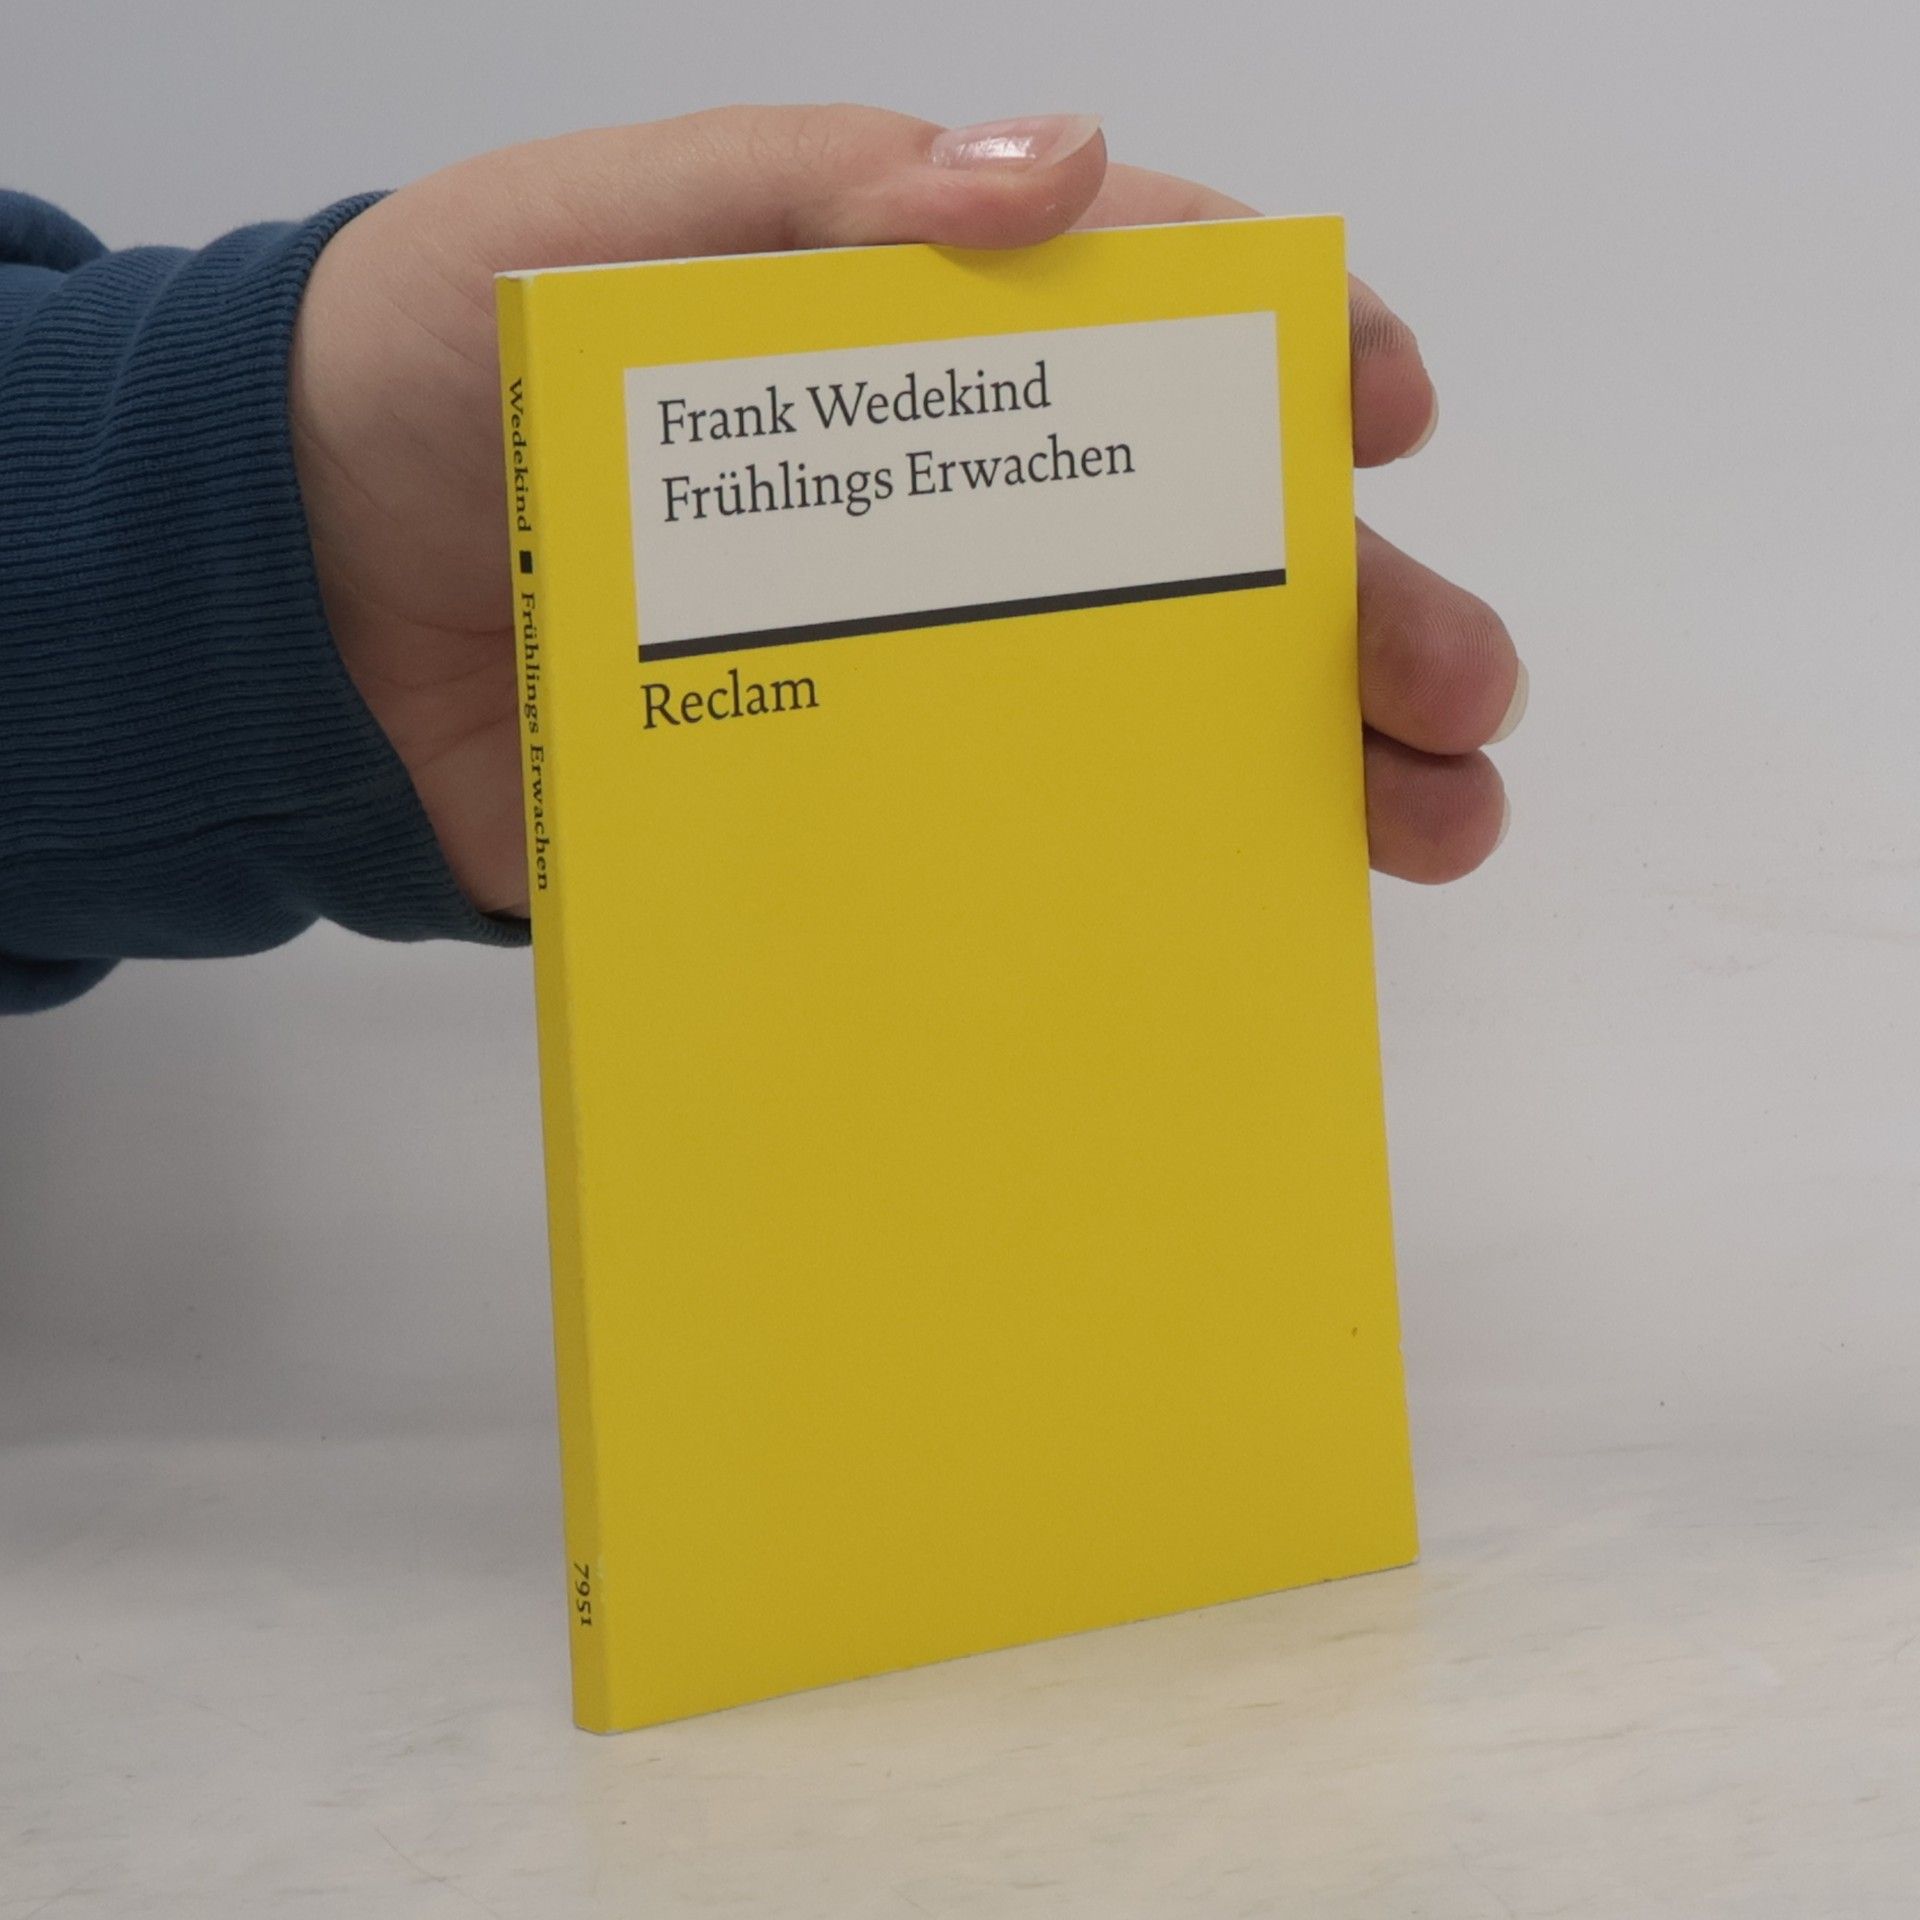 Frank Wedekind
Frühlings Erwachen
Reclam
Wedekind ■ Frühlings Erwachen
7951